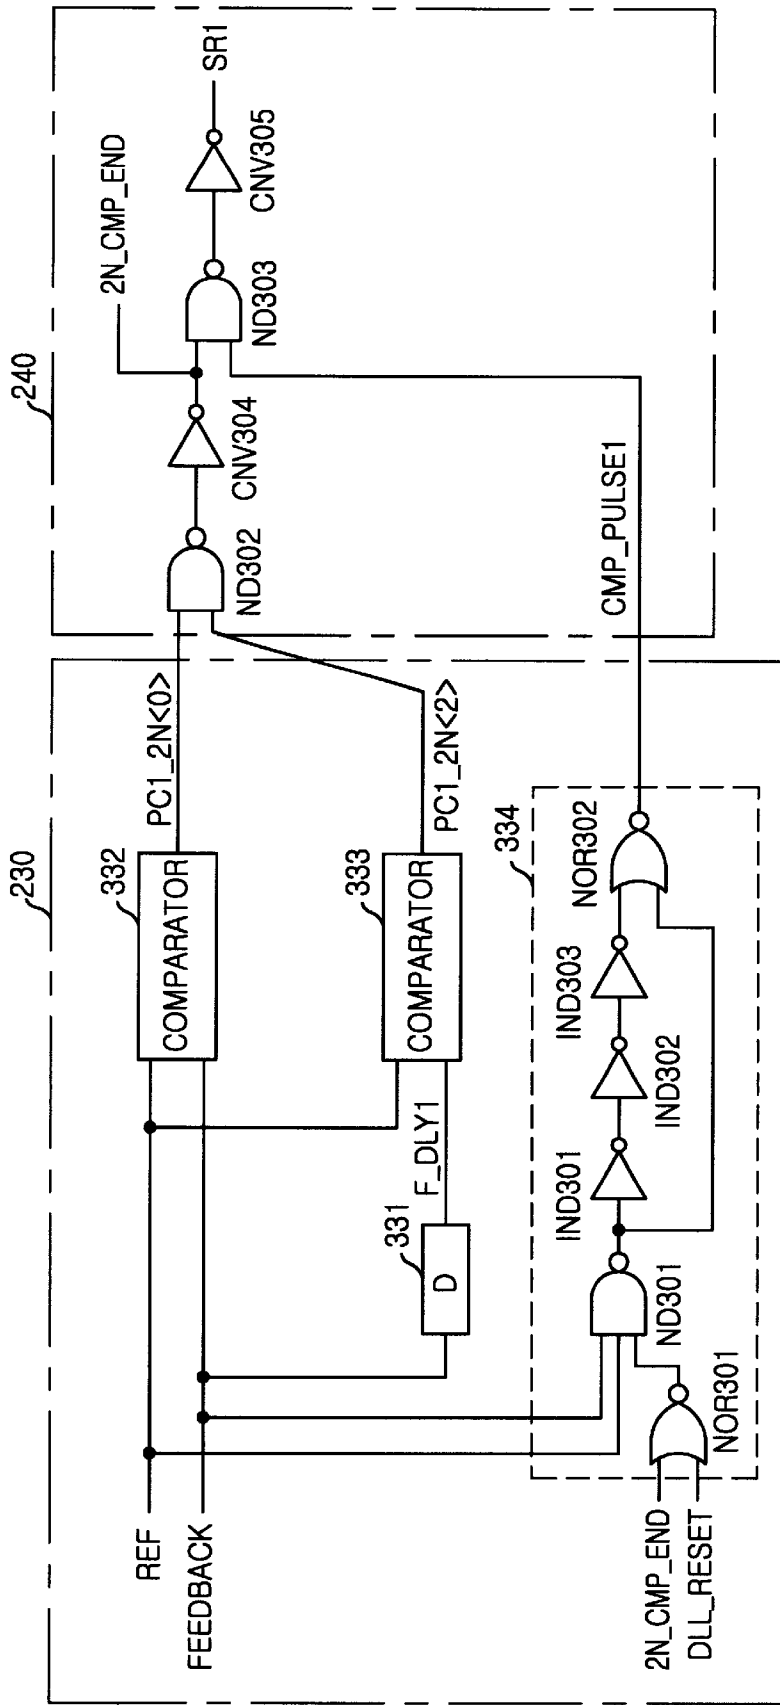 230
240
REF
FEEDBACK
332
COMPARATOR
PC1_2N<0>
331
D
F_DLY1
333
COMPARATOR
PC1_2N<2>
ND302
CNV304
2N_CMP_END
ND303
CNV305
SR1
334
2N_CMP_END
DLL_RESET
NOR301
ND301
IND301
IND302
IND303
NOR302
CMP_PULSE1